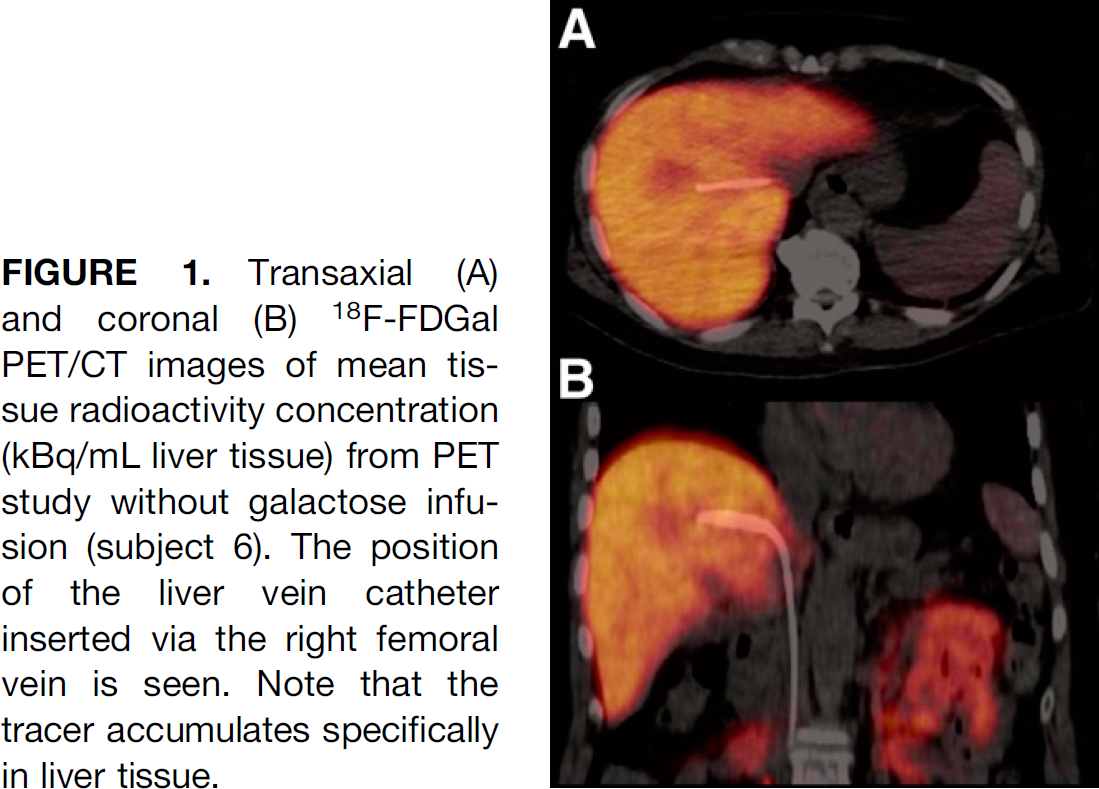 FIGURE 1. Transaxial (A)
and coronal (B) ¹⁸F-FDGal
PET/CT images of mean tis-
sue radioactivity concentration
(kBq/mL liver tissue) from PET
study without galactose infu-
sion (subject 6). The position
of the liver vein catheter
inserted via the right femoral
vein is seen. Note that the
tracer accumulates specifically
in liver tissue.
A
B